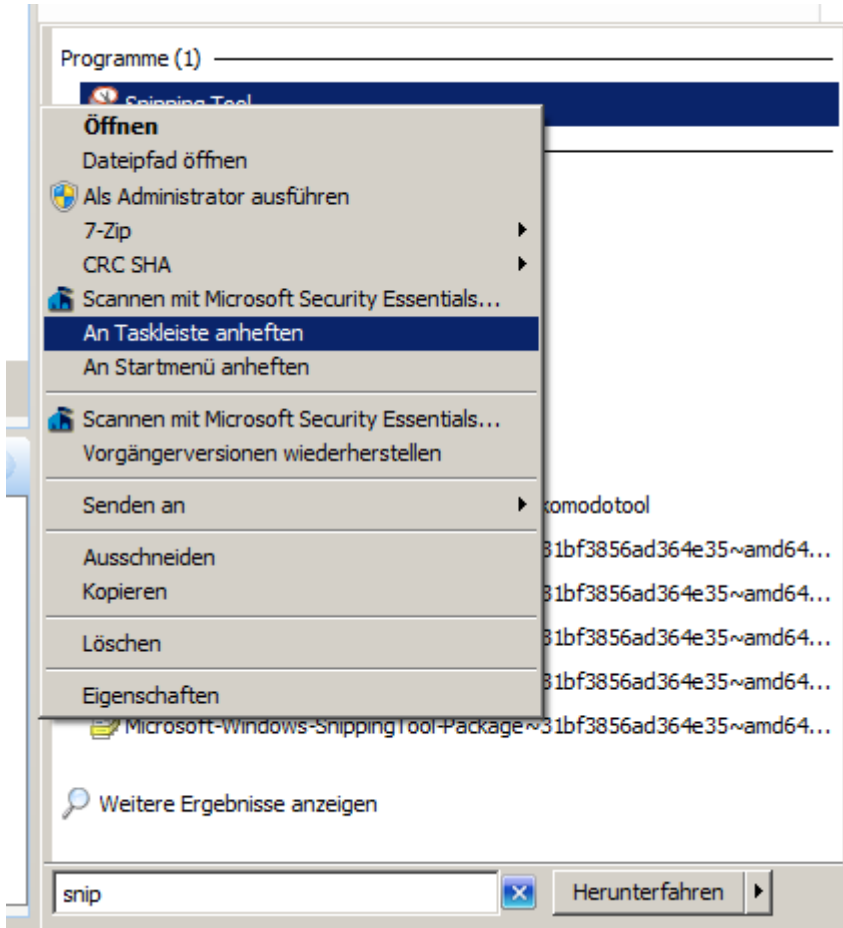 Programme (1)
Snipping Tool
Öffnen
Dateipfad öffnen
Als Administrator ausführen
7-Zip
CRC SHA
Scannen mit Microsoft Security Essentials...
An Taskleiste anheften
An Startmenü anheften
Scannen mit Microsoft Security Essentials...
Vorgängerversionen wiederherstellen
Senden an
komodotool
Ausschneiden
31bf3856ad364e35~amd64...
Kopieren
31bf3856ad364e35~amd64...
Löschen
31bf3856ad364e35~amd64...
Eigenschaften
31bf3856ad364e35~amd64...
Microsoft-Windows-SnippingTool-Package~31bf3856ad364e35~amd64...
Weitere Ergebnisse anzeigen
snip
Herunterfahren